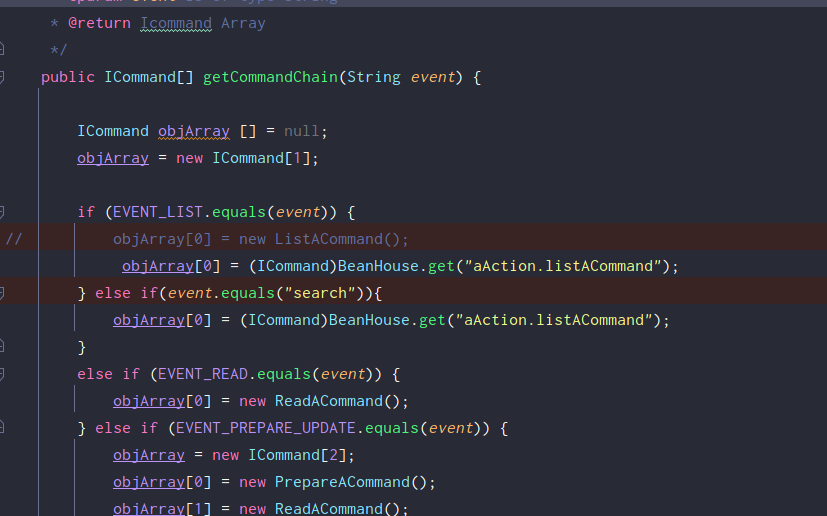 * @return Icommand Array
*/
public ICommand[] getCommandChain(String event) {
ICommand objArray [] = null;
objArray = new ICommand[1];
if (EVENT_LIST.equals(event)) {
// objArray[0] = new ListACommand();
objArray[0] = (ICommand)BeanHouse.get("aAction.listACommand");
} else if(event.equals("search")){
objArray[0] = (ICommand)BeanHouse.get("aAction.listACommand");
}
else if (EVENT_READ.equals(event)) {
objArray[0] = new ReadACommand();
} else if (EVENT_PREPARE_UPDATE.equals(event)) {
objArray = new ICommand[2];
objArray[0] = new PrepareACommand();
objArray[1] = new ReadACommand();